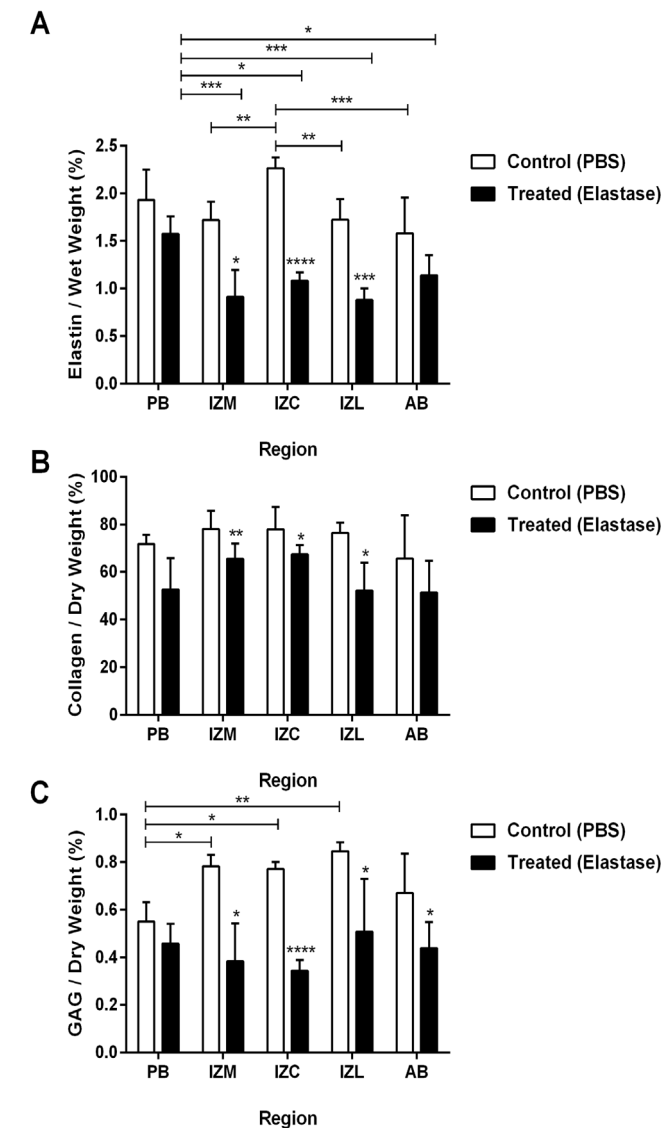 A
*
***
*
***
***
**
**
2.5
2.0
1.5
1.0
0.5
0.0
Elastin / Wet Weight (%)
*
****
***
PB IZM IZC IZL AB
Region
Control (PBS)
Treated (Elastase)
B
100
80
60
40
20
0
Collagen / Dry Weight (%)
**
*
*
PB IZM IZC IZL AB
Region
Control (PBS)
Treated (Elastase)
C
**
*
*
1.0
0.8
0.6
0.4
0.2
0.0
GAG / Dry Weight (%)
*
****
*
*
PB IZM IZC IZL AB
Region
Control (PBS)
Treated (Elastase)